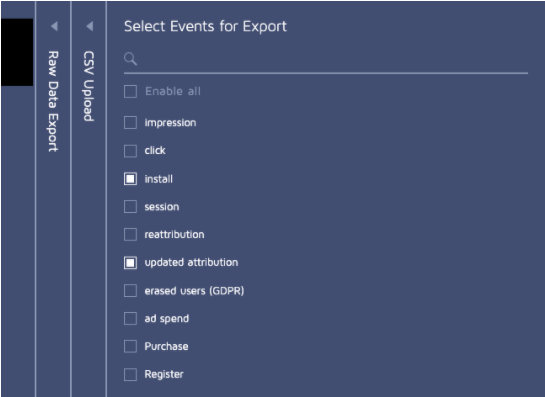 Raw Data Export
CSV Upload
Select Events for Export
Enable all
impression
click
install
session
reattribution
updated attribution
erased users (GDPR)
ad spend
Purchase
Register